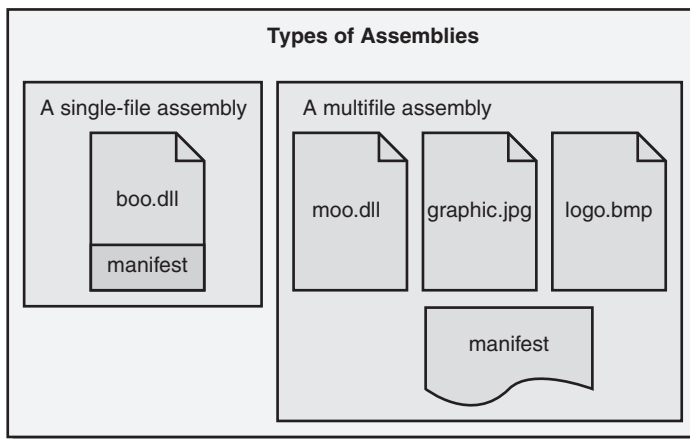 Types of Assemblies
A single-file assembly
boo.dll
manifest
A multifile assembly
moo.dll
graphic.jpg
logo.bmp
manifest